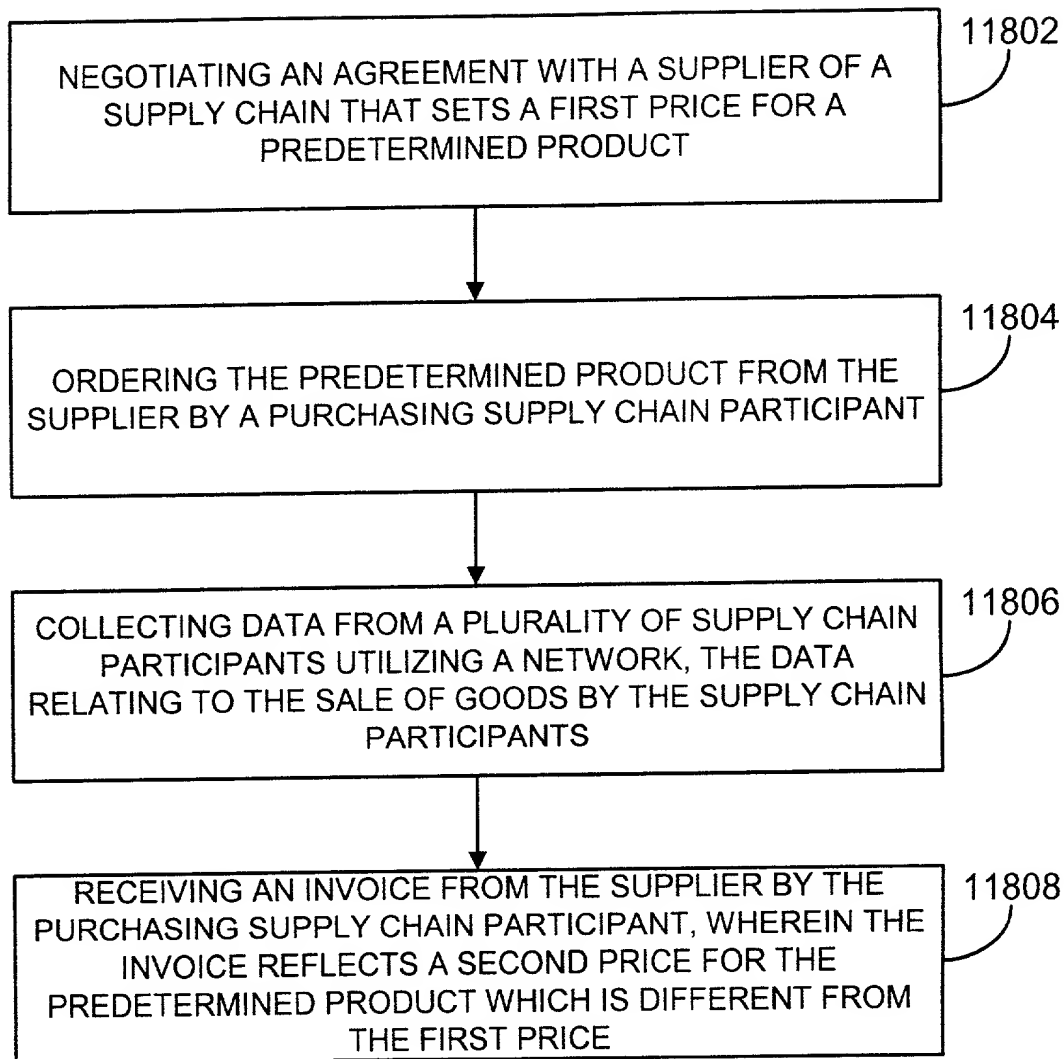 11802
NEGOTIATING AN AGREEMENT WITH A SUPPLIER OF A
SUPPLY CHAIN THAT SETS A FIRST PRICE FOR A
PREDETERMINED PRODUCT
11804
ORDERING THE PREDETERMINED PRODUCT FROM THE
SUPPLIER BY A PURCHASING SUPPLY CHAIN PARTICIPANT
11806
COLLECTING DATA FROM A PLURALITY OF SUPPLY CHAIN
PARTICIPANTS UTILIZING A NETWORK, THE DATA
RELATING TO THE SALE OF GOODS BY THE SUPPLY CHAIN
PARTICIPANTS
11808
RECEIVING AN INVOICE FROM THE SUPPLIER BY THE
PURCHASING SUPPLY CHAIN PARTICIPANT, WHEREIN THE
INVOICE REFLECTS A SECOND PRICE FOR THE
PREDETERMINED PRODUCT WHICH IS DIFFERENT FROM
THE FIRST PRICE